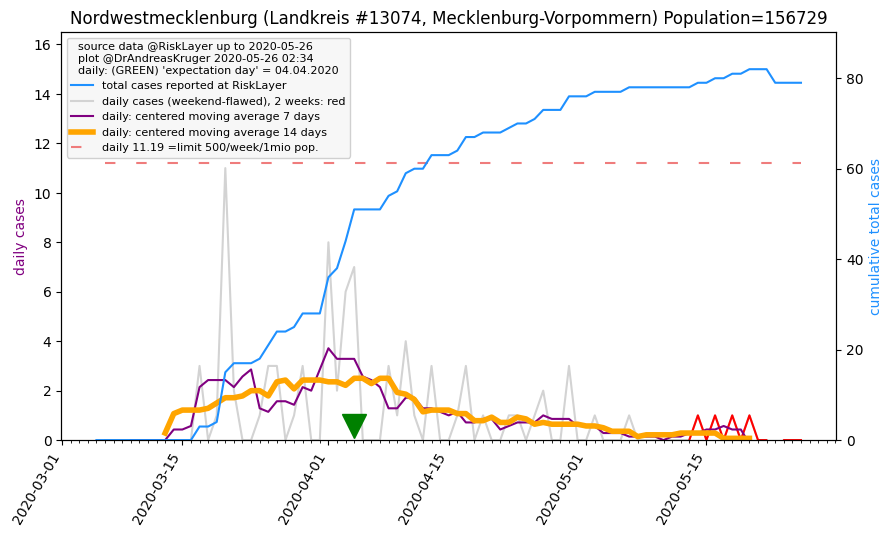 Nordwestmecklenburg (Landkreis #13074, Mecklenburg-Vorpommern) Population=156729
source data @RiskLayer up to 2020-05-26
plot @DrAndreasKruger 2020-05-26 02:34
daily: (GREEN) 'expectation day' = 04.04.2020
total cases reported at RiskLayer
daily cases (weekend-flawed), 2 weeks: red
daily: centered moving average 7 days
daily: centered moving average 14 days
daily 11.19 =limit 500/week/1mio pop.
daily cases
16
14
12
10
8
6
4
2
0
cumulative total cases
80
60
40
20
0
2020-03-01
2020-03-15
2020-04-01
2020-04-15
2020-05-01
2020-05-15